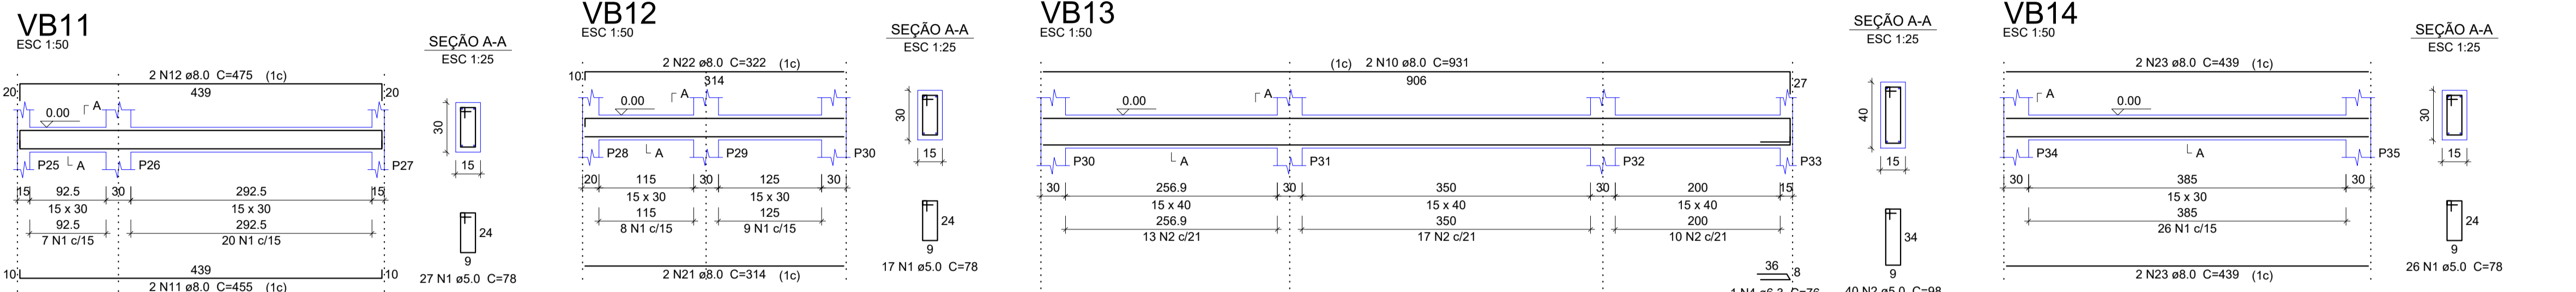 VB11
ESC 1:50
SEÇÃO A-A
ESC 1:25
2 N12 ø8.0 C=475 (1c)
20
439
20
A
0.00
30
P25
A
P26
P27
15
15
92.5
30
292.5
15
15 x 30
15 x 30
92.5
292.5
7 N1 c/15
20 N1 c/15
24
9
27 N1 ø5.0 C=78
10
439
10
2 N11 ø8.0 C=455 (1c)
VB12
ESC 1:50
SEÇÃO A-A
ESC 1:25
2 N22 ø8.0 C=322 (1c)
10
314
A
0.00
30
P28
A
P29
P30
15
20
115
30
125
30
15 x 30
15 x 30
115
125
8 N1 c/15
9 N1 c/15
24
9
17 N1 ø5.0 C=78
2 N21 ø8.0 C=314 (1c)
VB13
ESC 1:50
SEÇÃO A-A
ESC 1:25
(1c) 2 N10 ø8.0 C=931
906
27
0.00
A
40
P30
A
P31
P32
P33
15
30
256.9
30
350
30
200
15
15 x 40
15 x 40
15 x 40
256.9
350
200
13 N2 c/21
17 N2 c/21
10 N2 c/21
34
9
36
8
1 N4 ø6.3 C=76
40 N2 ø5.0 C=98
VB14
ESC 1:50
SEÇÃO A-A
ESC 1:25
2 N23 ø8.0 C=439 (1c)
A
0.00
30
P34
A
P35
15
30
385
30
15 x 30
385
26 N1 c/15
24
9
26 N1 ø5.0 C=78
2 N23 ø8.0 C=439 (1c)